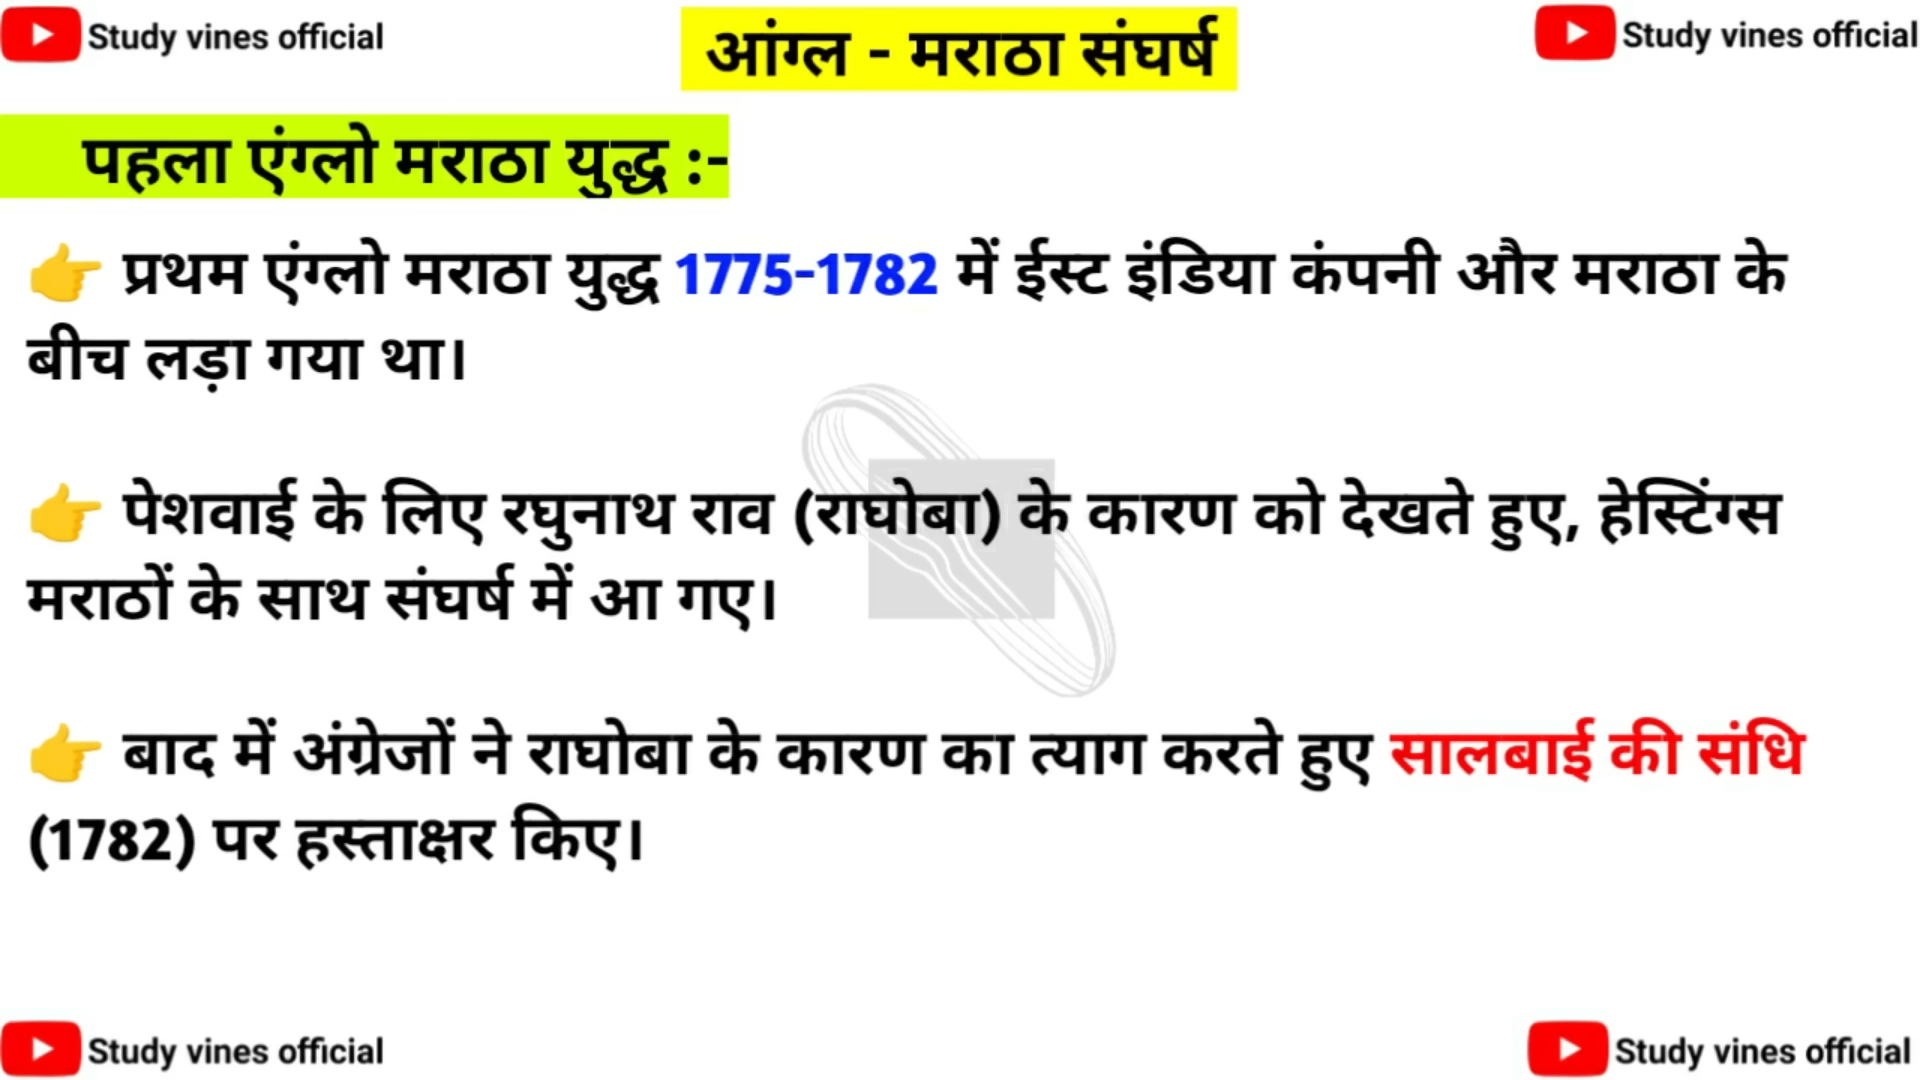 Study vines official
आंग्ल - मराठा संघर्ष
Study vines official
पहला एंग्लो मराठा युद्ध :-
👉 प्रथम एंग्लो मराठा युद्ध 1775-1782 में ईस्ट इंडिया कंपनी और मराठा के
बीच लड़ा गया था।
👉 पेशवाई के लिए रघुनाथ राव (राघोबा) के कारण को देखते हुए, हेस्टिंग्स
मराठों के साथ संघर्ष में आ गए।
👉 बाद में अंग्रेजों ने राघोबा के कारण का त्याग करते हुए सालबाई की संधि
(1782) पर हस्ताक्षर किए।
Study vines official
Study vines official